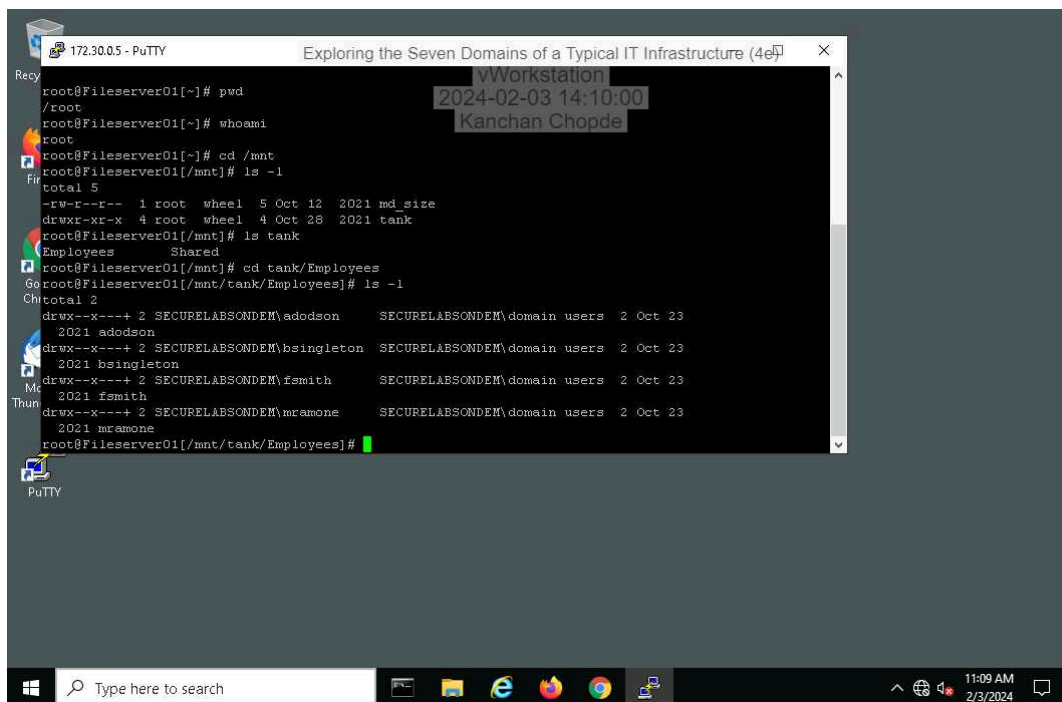 172.30.0.5 - PuTTY
Exploring the Seven Domains of a Typical IT Infrastructure (4e)
vWorkstation
2024-02-03 14:10:00
Kanchan Chopde
Recy
root@Fileserver01[~]# pwd
/root
root@Fileserver01[~]# whoami
root
root@Fileserver01[~]# cd /mnt
Fir
root@Fileserver01[/mnt]# ls -l
total 5
-rw-r--r-- 1 root wheel 5 Oct 12 2021 md_size
drwxr-xr-x 4 root wheel 4 Oct 28 2021 tank
root@Fileserver01[/mnt]# ls tank
Employees Shared
Go
root@Fileserver01[/mnt]# cd tank/Employees
root@Fileserver01[/mnt/tank/Employees]# ls -l
Ch
total 2
drwx--x---+ 2 SECURELABSONDEM\adodson SECURELABSONDEM\domain users 2 Oct 23
2021 adodson
drwx--x---+ 2 SECURELABSONDEM\bsingleton SECURELABSONDEM\domain users 2 Oct 23
2021 bsingleton
Mo
drwx--x---+ 2 SECURELABSONDEM\fsmith SECURELABSONDEM\domain users 2 Oct 23
Thun
2021 fsmith
drwx--x---+ 2 SECURELABSONDEM\mramone SECURELABSONDEM\domain users 2 Oct 23
2021 mramone
root@Fileserver01[/mnt/tank/Employees]#
PuTTY
Type here to search
11:09 AM
2/3/2024